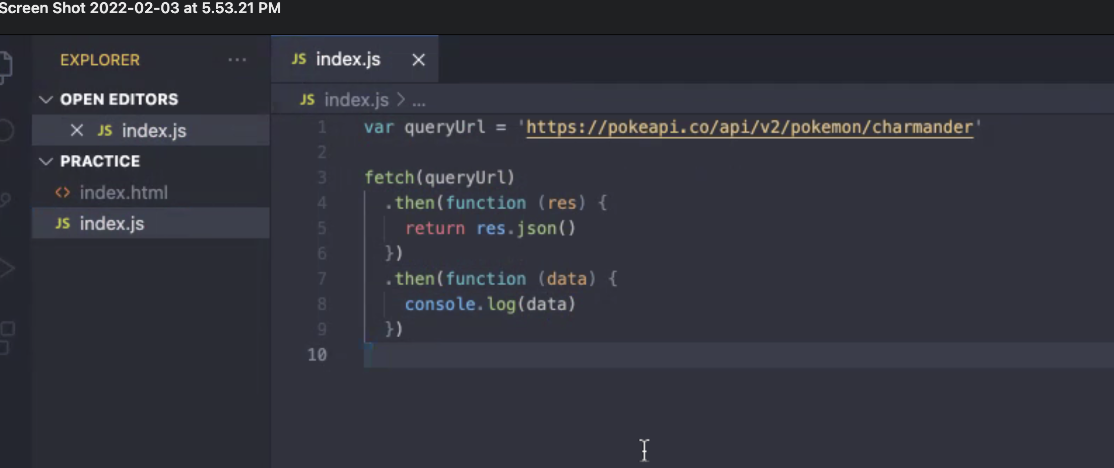 Screen Shot 2022-02-03 at 5.53.21 PM
EXPLORER ...
OPEN EDITORS
JS index.js
PRACTICE
<> index.html
JS index.js
JS index.js
JS index.js > ...
1 var queryUrl = 'https://pokeapi.co/api/v2/pokemon/charmander'
2
3 fetch(queryUrl)
4 .then(function (res) {
5 return res.json()
6 })
7 .then(function (data) {
8 console.log(data)
9 })
10